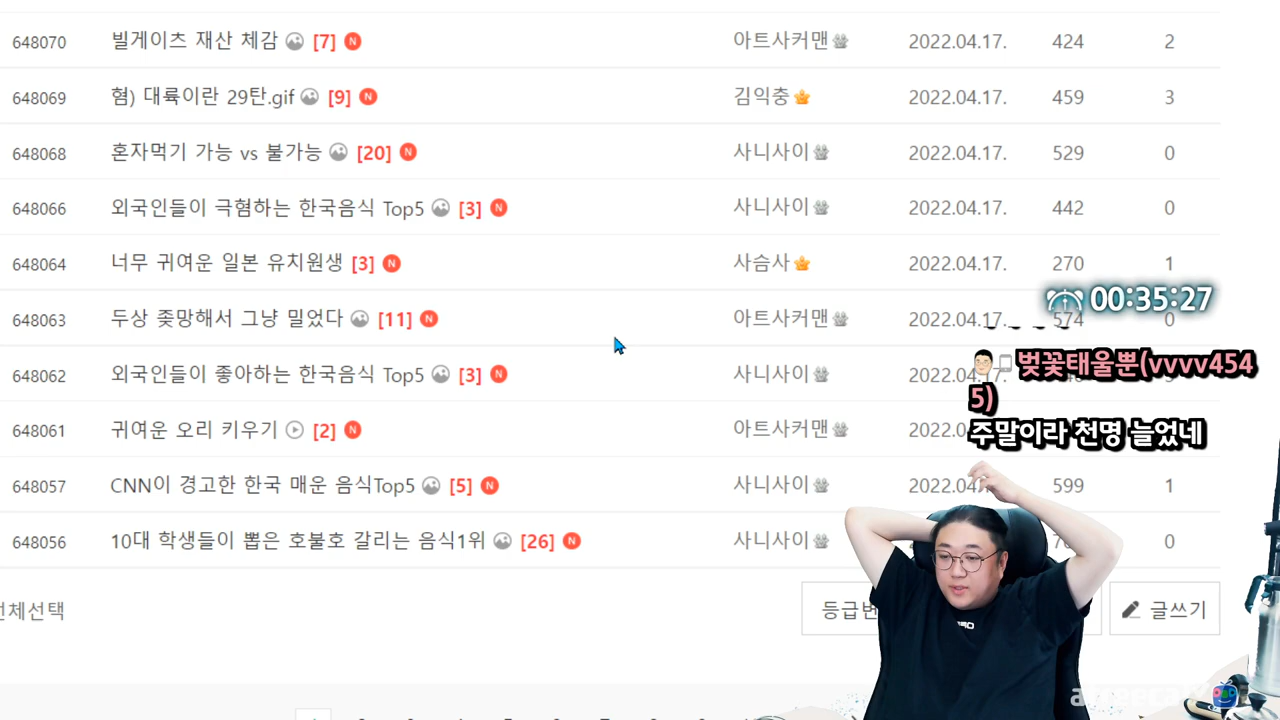 648070 빌게이츠 재산 체감 [7] N 아트사커맨 2022.04.17. 424 2
648069 혐) 대륙이란 29탄.gif [9] N 김익충 2022.04.17. 459 3
648068 혼자먹기 가능 vs 불가능 [20] N 사니사이 2022.04.17. 529 0
648066 외국인들이 극혐하는 한국음식 Top5 [3] N 사니사이 2022.04.17. 442 0
648064 너무 귀여운 일본 유치원생 [3] N 사슴사 2022.04.17. 270 1
00:35:27
648063 두상 좆망해서 그냥 밀었다 [11] N 아트사커맨 2022.04.17. 574 0
벚꽃태울뿐(vvvv454
5)
648062 외국인들이 좋아하는 한국음식 Top5 [3] N 사니사이 2022.04.17.
648061 귀여운 오리 키우기 [2] N 아트사커맨 2022.0
주말이라 천명 늘었네
648057 CNN이 경고한 한국 매운 음식Top5 [5] N 사니사이 2022.04. 599 1
648056 10대 학생들이 뽑은 호불호 갈리는 음식1위 [26] N 사니사이 0
전체선택 등급변 글쓰기